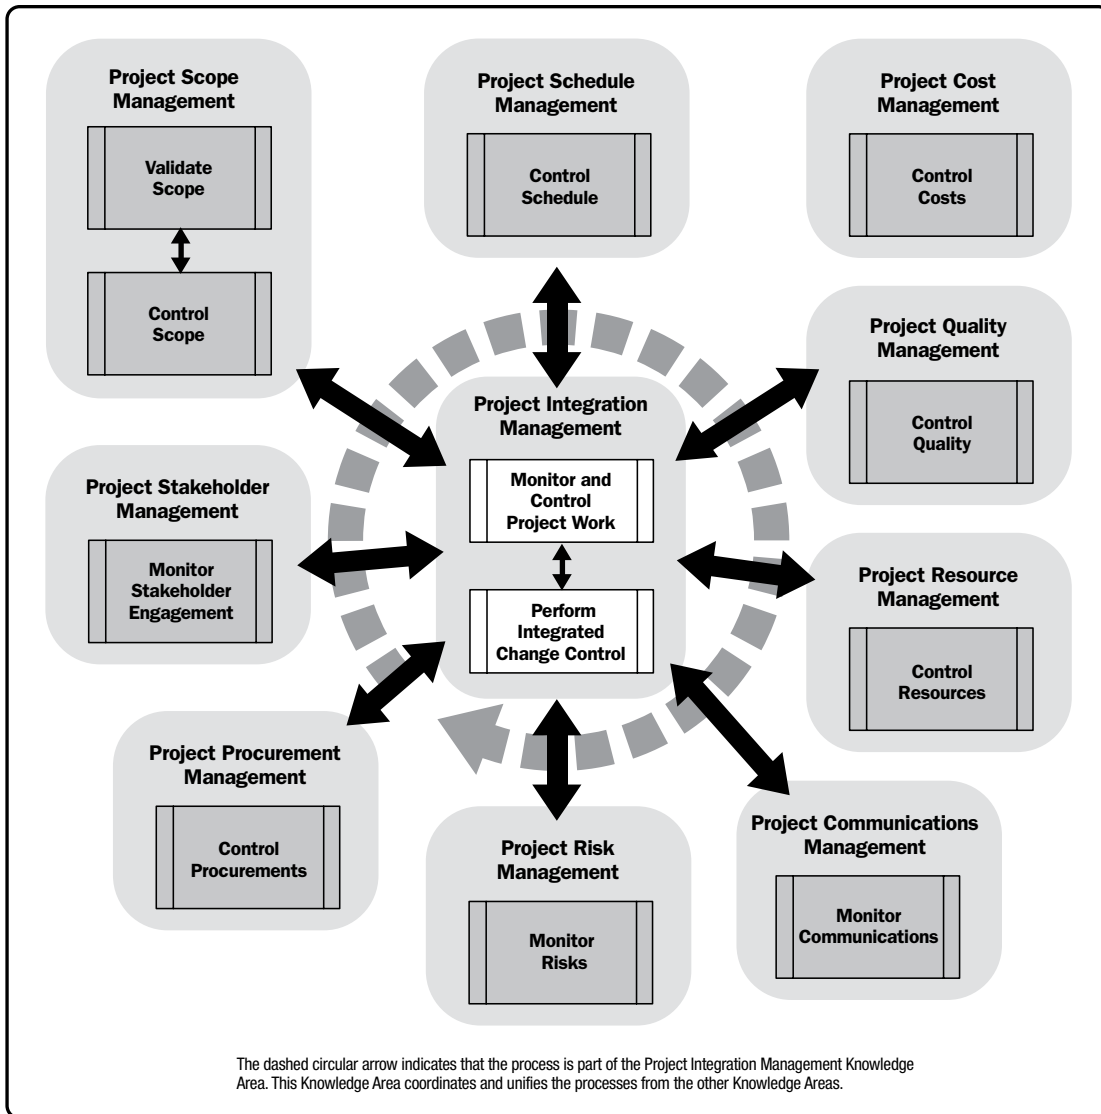 Project Scope
Management
Validate
Scope
Control
Scope
Project Schedule
Management
Control
Schedule
Project Cost
Management
Control
Costs
Project Quality
Management
Control
Quality
Project Integration
Management
Monitor and
Control
Project Work
Perform
Integrated
Change Control
Project Stakeholder
Management
Monitor
Stakeholder
Engagement
Project Resource
Management
Control
Resources
Project Procurement
Management
Control
Procurements
Project Risk
Management
Monitor
Risks
Project Communications
Management
Monitor
Communications
The dashed circular arrow indicates that the process is part of the Project Integration Management Knowledge
Area. This Knowledge Area coordinates and unifies the processes from the other Knowledge Areas.